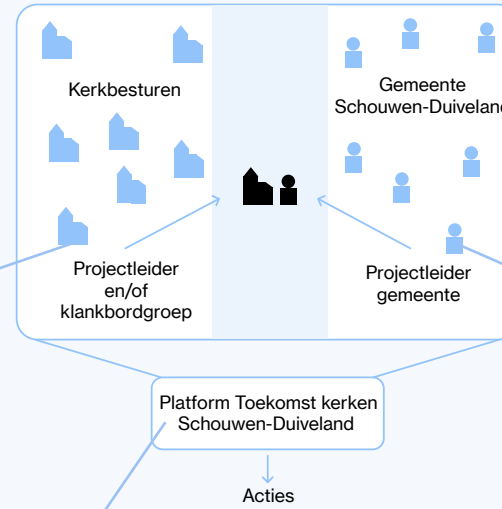 Kerkbesturen
Gemeente
Schouwen-Duiveland
Projectleider
en/of
klankbordgroep
Projectleider
gemeente
Platform Toekomst kerken
Schouwen-Duiveland
Acties